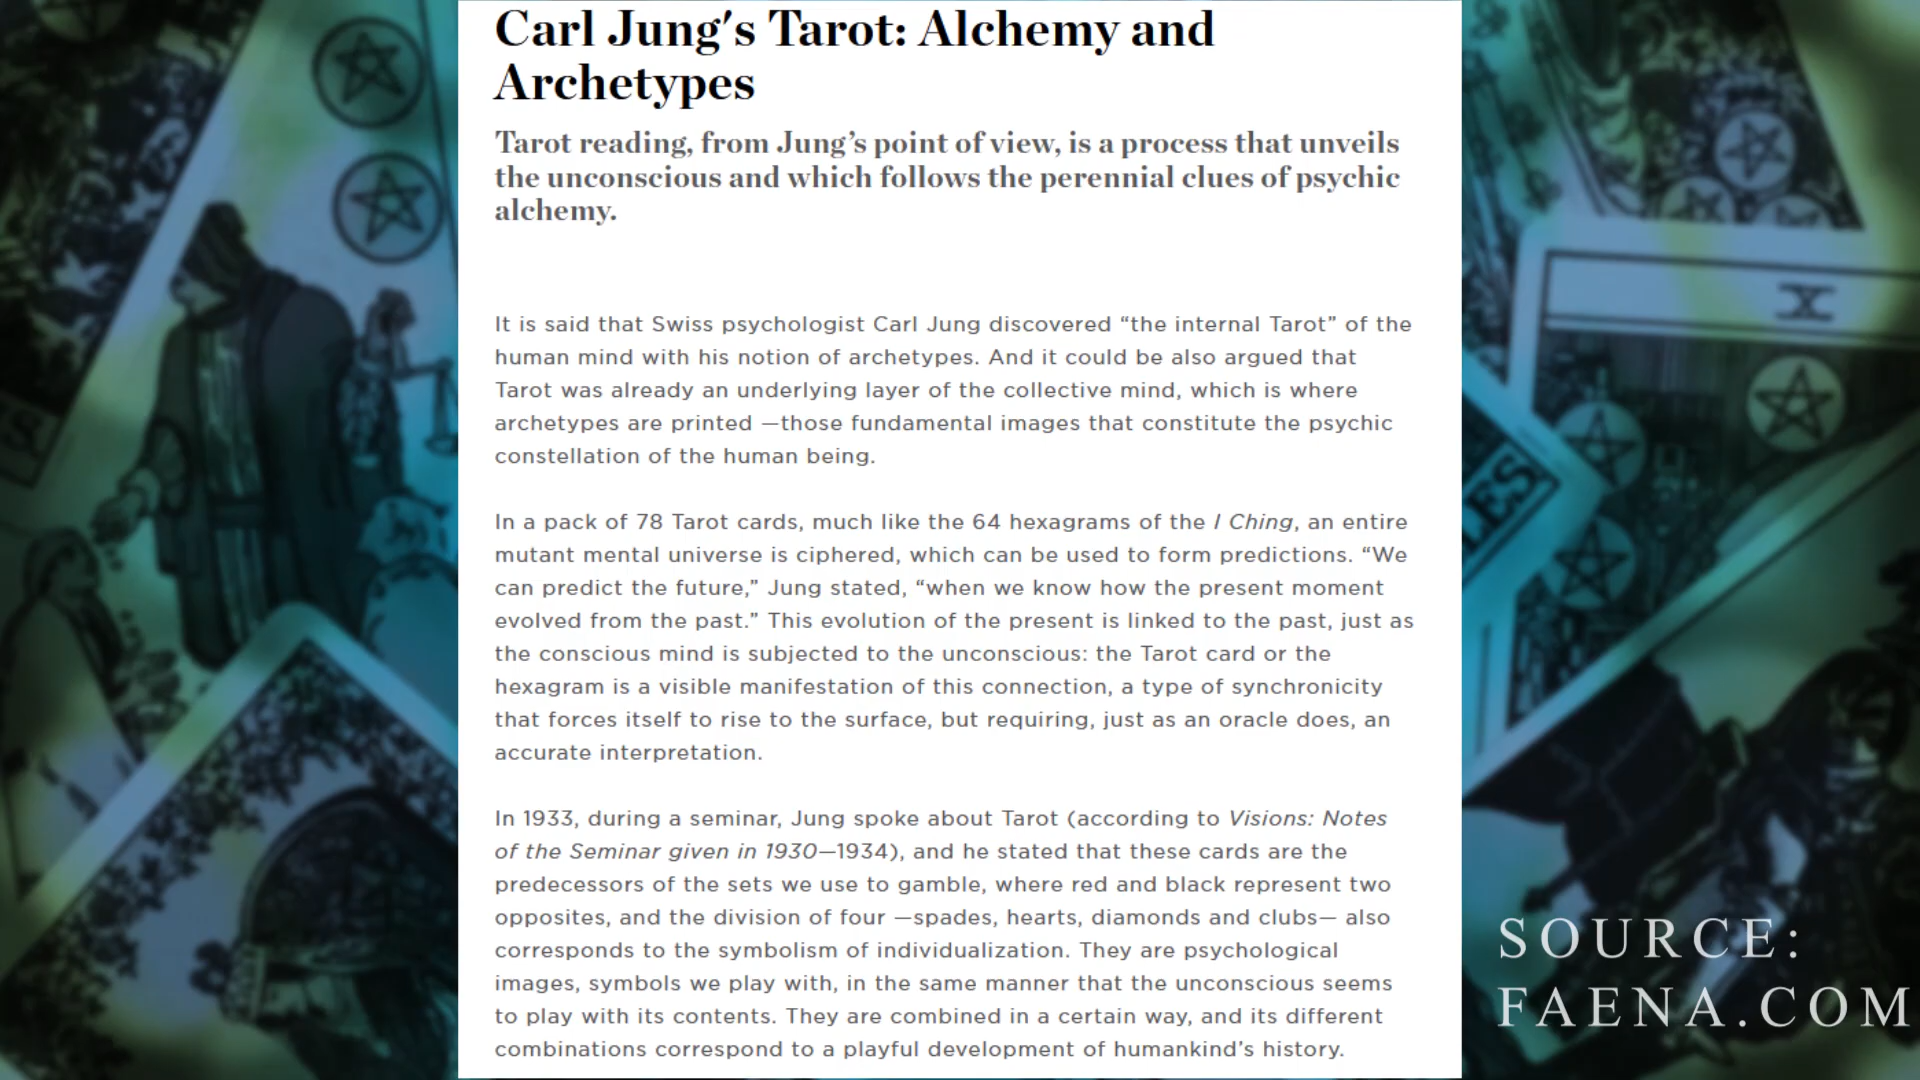 Carl Jung's Tarot: Alchemy and
Archetypes
Tarot reading, from Jung’s point of view, is a process that unveils
the unconscious and which follows the perennial clues of psychic
alchemy.
It is said that Swiss psychologist Carl Jung discovered “the internal Tarot” of the
human mind with his notion of archetypes. And it could be also argued that
Tarot was already an underlying layer of the collective mind, which is where
archetypes are printed —those fundamental images that constitute the psychic
constellation of the human being.
In a pack of 78 Tarot cards, much like the 64 hexagrams of the I Ching, an entire
mutant mental universe is ciphered, which can be used to form predictions. “We
can predict the future,” Jung stated, “when we know how the present moment
evolved from the past.” This evolution of the present is linked to the past, just as
the conscious mind is subjected to the unconscious: the Tarot card or the
hexagram is a visible manifestation of this connection, a type of synchronicity
that forces itself to rise to the surface, but requiring, just as an oracle does, an
accurate interpretation.
In 1933, during a seminar, Jung spoke about Tarot (according to Visions: Notes
of the Seminar given in 1930—1934), and he stated that these cards are the
predecessors of the sets we use to gamble, where red and black represent two
opposites, and the division of four —spades, hearts, diamonds and clubs— also
corresponds to the symbolism of individualization. They are psychological
images, symbols we play with, in the same manner that the unconscious seems
to play with its contents. They are combined in a certain way, and its different
combinations correspond to a playful development of humankind’s history.
X
LES
SOURCE:
FAENA.COM